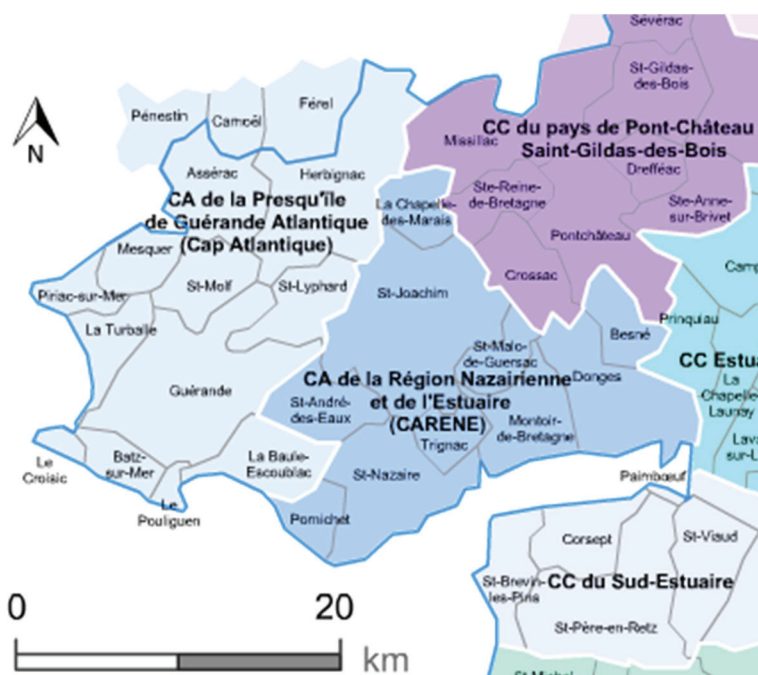 Sévérac
St-Gildas-
des-Bois
Pénestin
Camoël
Férel
N
Missillac
CC du pays de Pont-Château
Saint-Gildas-des-Bois
Drefféac
Assérac
Herbignac
Ste-Reine-
de-Bretagne
Ste-Anne-
sur-Brivet
CA de la Presqu'île
de Guérande Atlantique
(Cap Atlantique)
La Chapelle-
des-Marais
Pontchâteau
Mesquer
Crossac
Camp
St-Molf
St-Lyphard
St-Joachim
Piriac-sur-Mer
La Turballe
Prinquiau
Besné
St-Malo-
de-Guersac
CC Estua
Guérande
CA de la Région Nazairienne
et de l'Estuaire
(CARENE)
Donges
La
Chapelle-
Launay
St-André-
des-Eaux
Montoir-
de-Bretagne
Trignac
Lava
sur-L
Le
Croisic
Batz-
sur-Mer
La Baule-
Escoublac
St-Nazaire
Paimbœuf
Le
Pouliguen
Pornichet
Corsept
St-Viaud
St-Brevin-
les-Pins
CC du Sud-Estuaire
St-Père-en-Retz
0
20
km
St-Michel